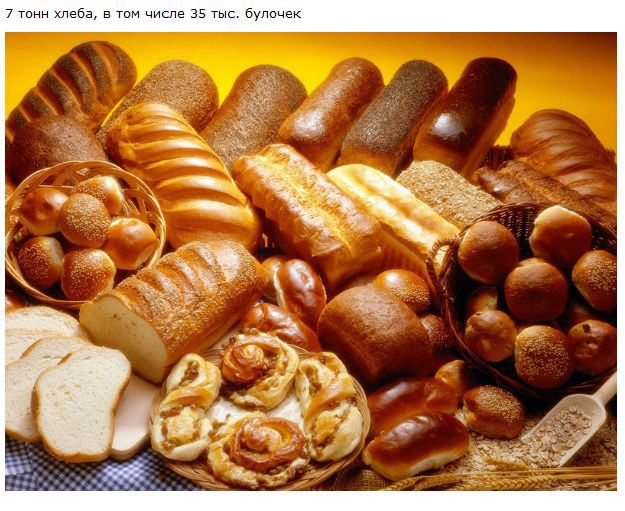 7 тонн хлеба, в том числе 35 тыс. булочек